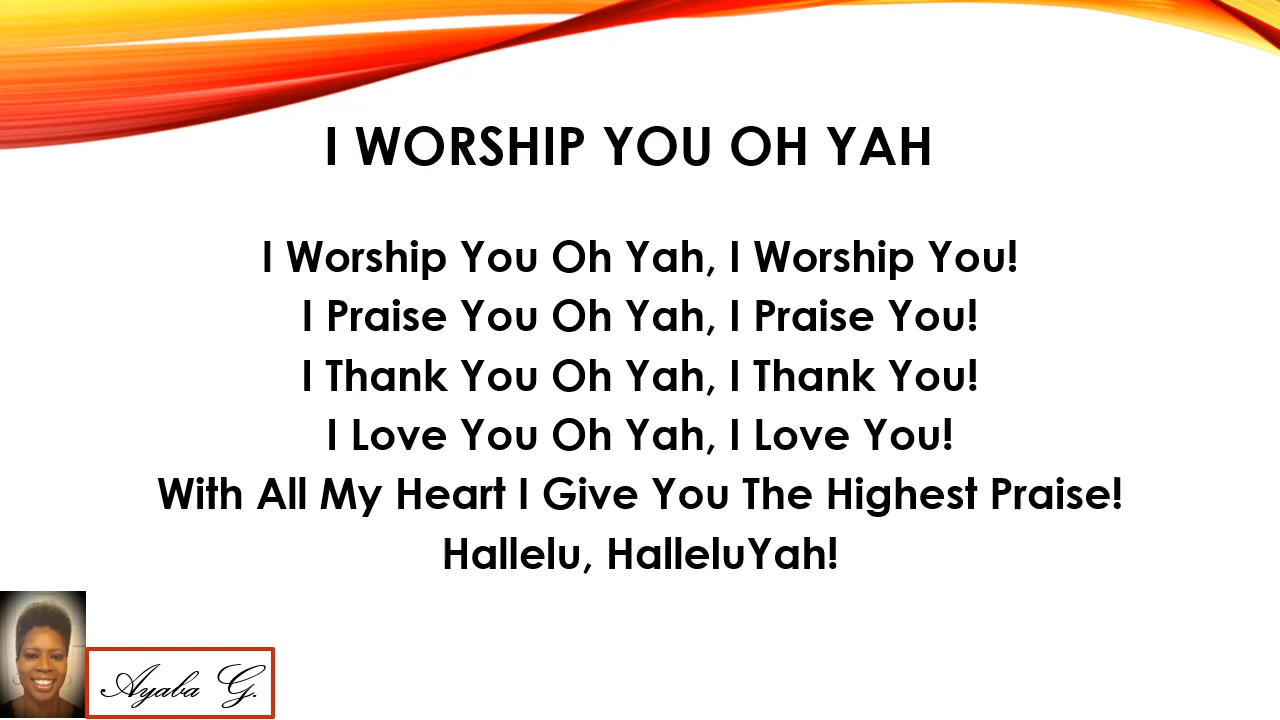 I WORSHIP YOU OH YAH
I Worship You Oh Yah, I Worship You!
I Praise You Oh Yah, I Praise You!
I Thank You Oh Yah, I Thank You!
I Love You Oh Yah, I Love You!
With All My Heart I Give You The Highest Praise!
Hallelu, HalleluYah!
Ayaba G.